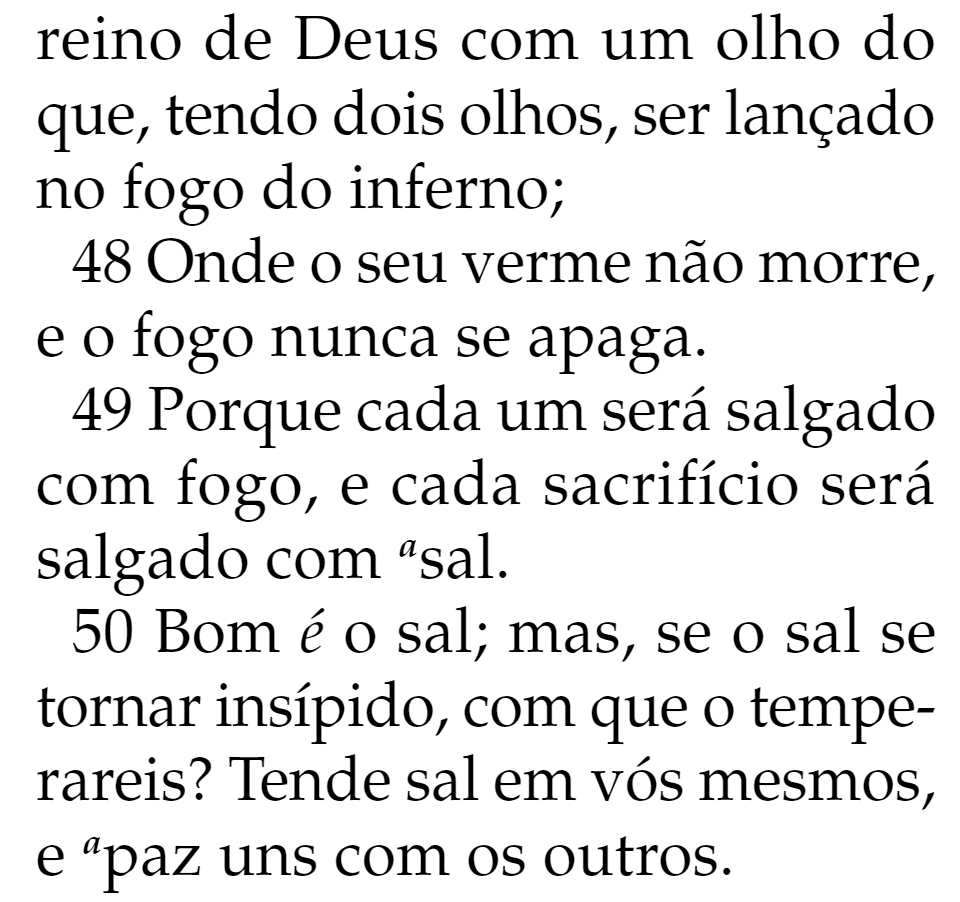 reino de Deus com um olho do
que, tendo dois olhos, ser lançado
no fogo do inferno;
48 Onde o seu verme não morre,
e o fogo nunca se apaga.
49 Porque cada um será salgado
com fogo, e cada sacrifício será
salgado com ᵃsal.
50 Bom é o sal; mas, se o sal se
tornar insípido, com que o tempe-
rareis? Tende sal em vós mesmos,
e ᵃpaz uns com os outros.